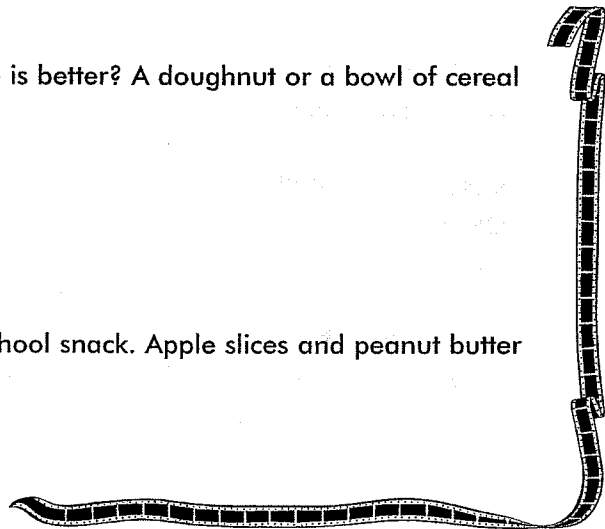 is better? A doughnut or a bowl of cereal
hool snack. Apple slices and peanut butter